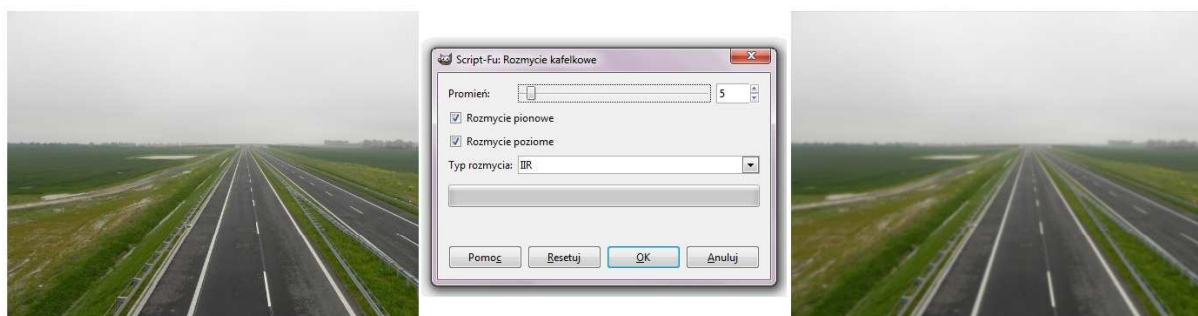 Script-Fu: Rozmycie kafelkowe
Promień: 5
Rozmycie pionowe
Rozmycie poziome
Typ rozmycia: IIR
Pomoc Resetuj OK Anuluj